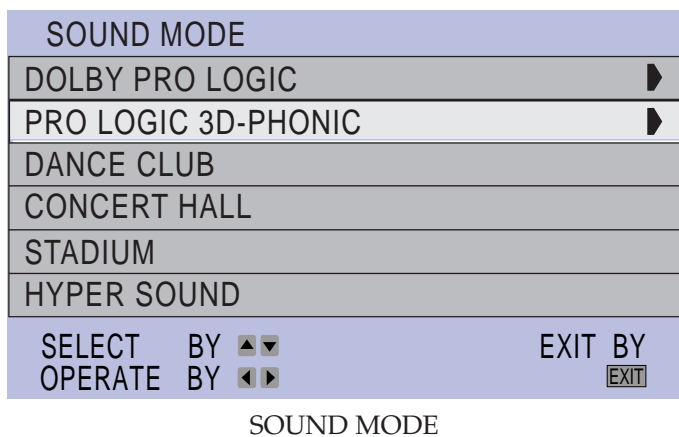 SOUND MODE
DOLBY PRO LOGIC
PRO LOGIC 3D-PHONIC
DANCE CLUB
CONCERT HALL
STADIUM
HYPER SOUND
SELECT BY ▲▼ EXIT BY
OPERATE BY ◀▶ EXIT
SOUND MODE